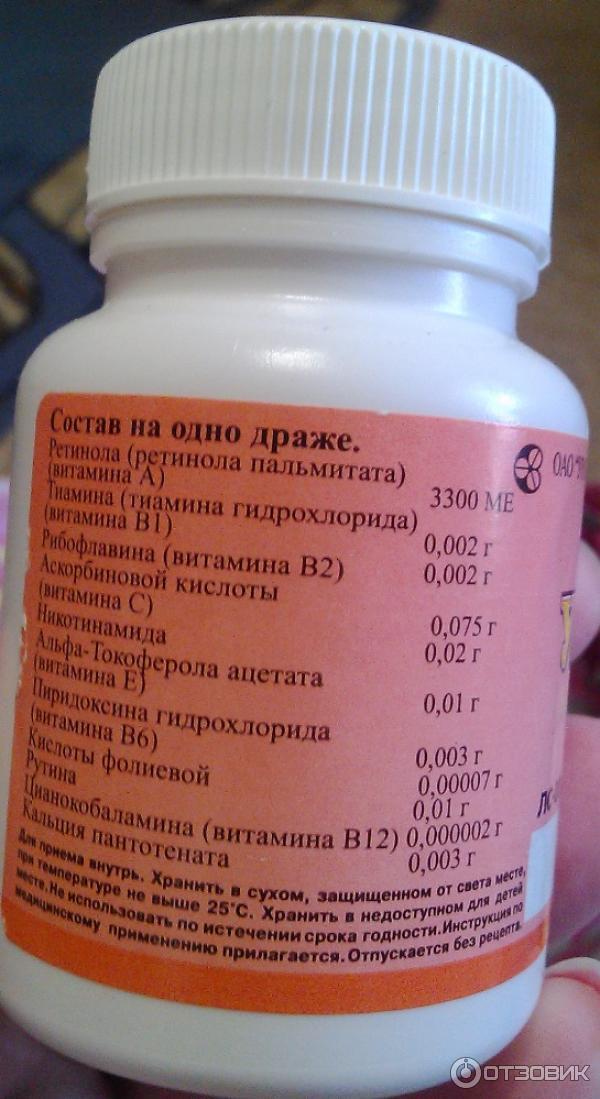 Состав на одно драже.
Ретинола (ретинола пальмитата)
(витамина А) 3300 МЕ
Тиамина (тиамина гидрохлорида)
(витамина В1) 0,002 г
Рибофлавина (витамина В2) 0,002 г
Аскорбиновой кислоты
(витамина С) 0,075 г
Никотинамида 0,02 г
Альфа-Токоферола ацетата
(витамина Е) 0,01 г
Пиридоксина гидрохлорида
(витамина В6) 0,003 г
Кислоты фолиевой 0,00007 г
Рутина 0,01 г
Цианокобаламина (витамина В12) 0,000002 г
Кальция пантотената 0,003 г
Для приема внутрь. Хранить в сухом, защищенном от света месте,
при температуре не выше 25°С. Хранить в недоступном для детей
месте. Не использовать по истечении срока годности. Инструкция по
медицинскому применению прилагается. Отпускается без рецепта.
ОАО
ЛС-
ОТЗОВИК